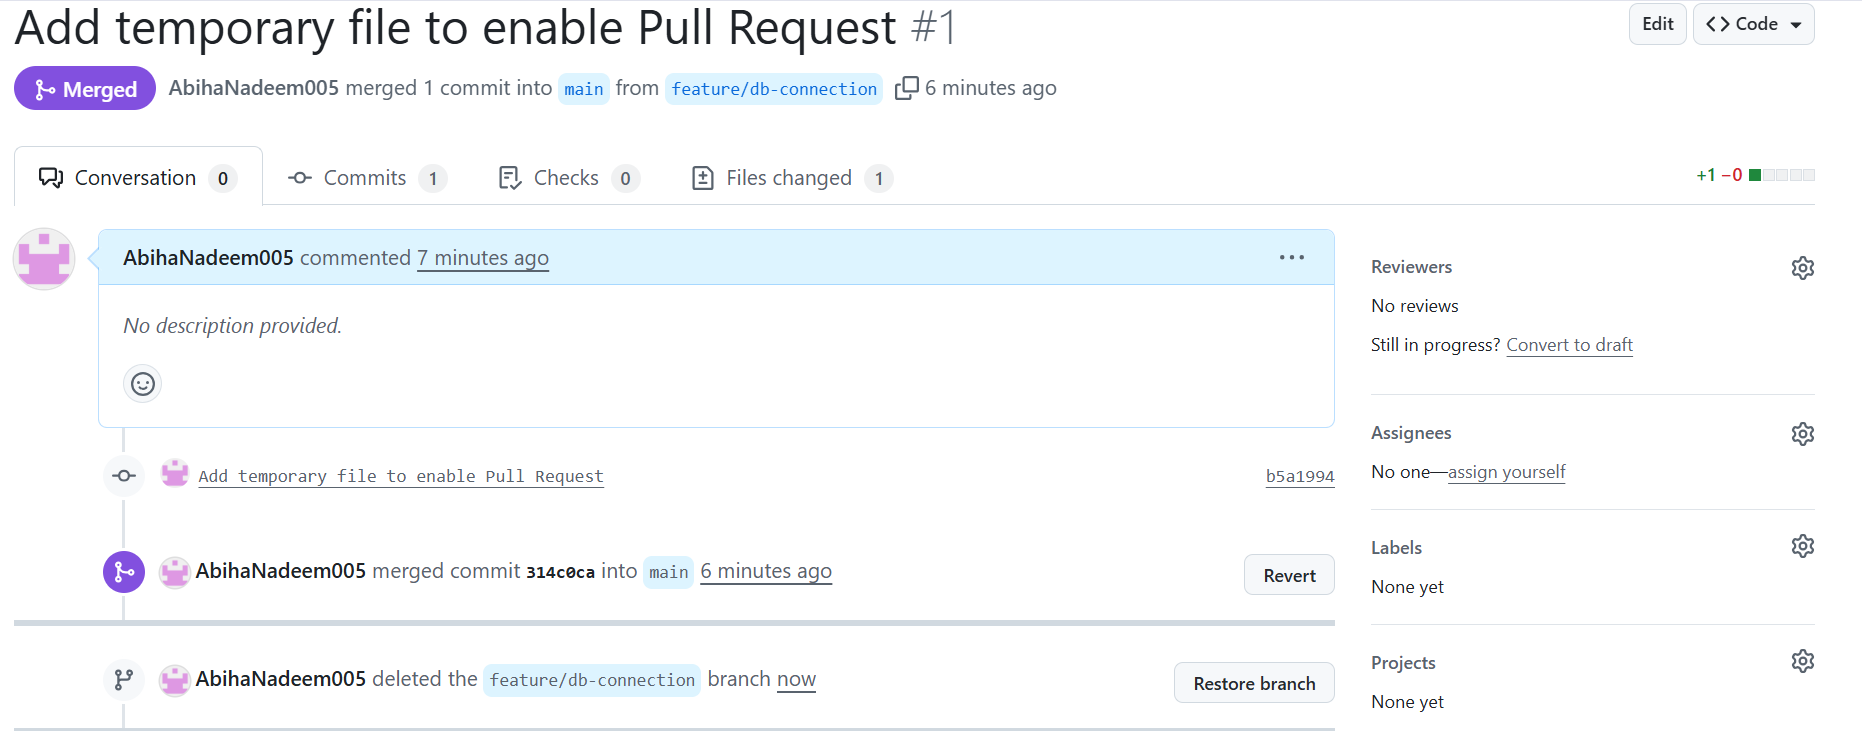 Add temporary file to enable Pull Request #1
Edit
Code
Merged
AbihaNadeem005 merged 1 commit into main from feature/db-connection 6 minutes ago
Conversation 0
Commits 1
Checks 0
Files changed 1
+1 −0
AbihaNadeem005 commented 7 minutes ago
No description provided.
Add temporary file to enable Pull Request
b5a1994
AbihaNadeem005 merged commit 314c0ca into main 6 minutes ago
Revert
AbihaNadeem005 deleted the feature/db-connection branch now
Restore branch
Reviewers
No reviews
Still in progress? Convert to draft
Assignees
No one—assign yourself
Labels
None yet
Projects
None yet